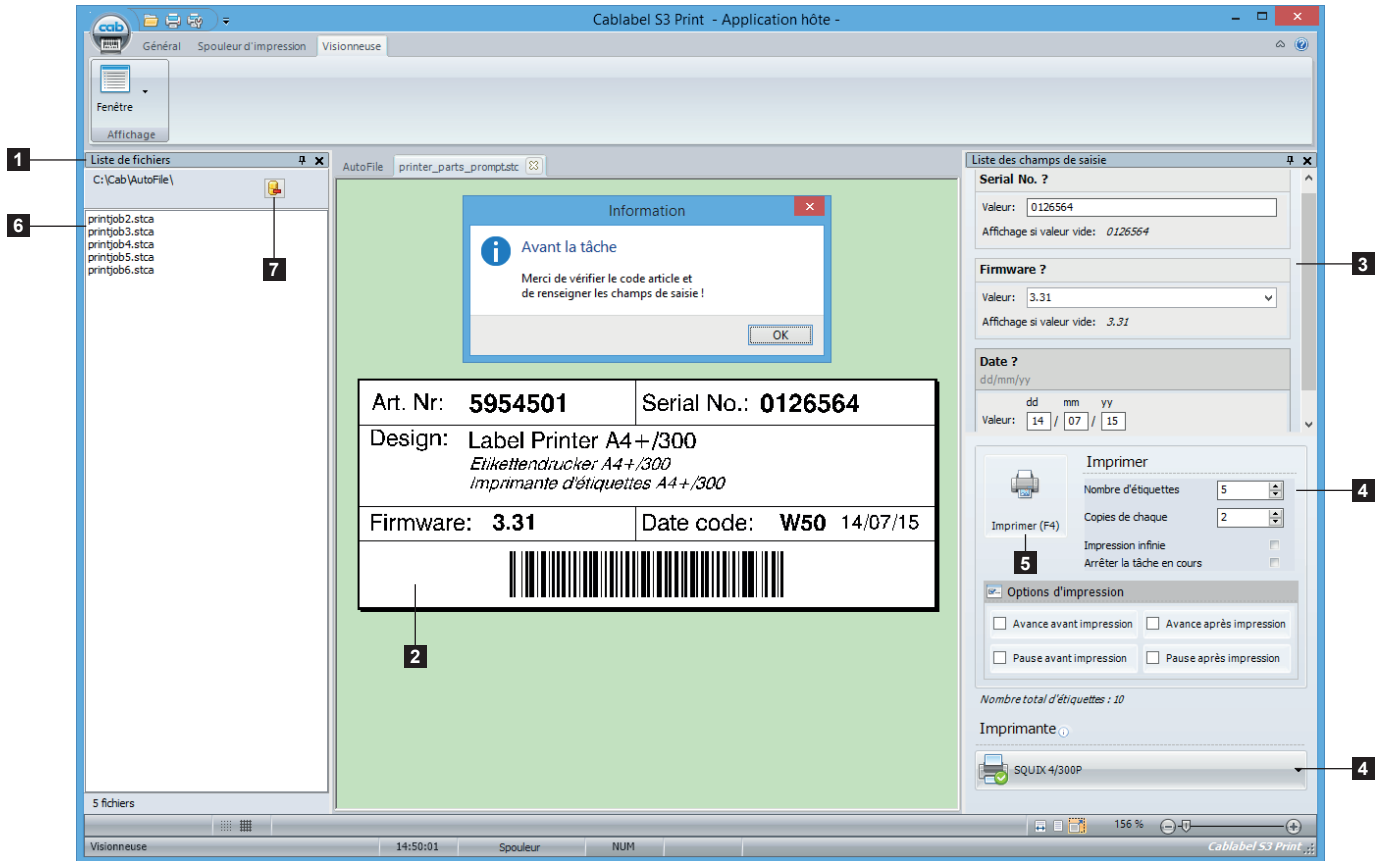 cab
Cablabel S3 Print - Application hôte -
Général Spouleur d'impression Visionneuse
Fenêtre
Affichage
1
Liste de fichiers
C:\Cab\AutoFile\
6
printjob2.stca
printjob3.stca
printjob4.stca
printjob5.stca
printjob6.stca
7
5 fichiers
AutoFile printer_parts_prompt.stc
Information
Avant la tâche
Merci de vérifier le code article et
de renseigner les champs de saisie !
OK
Art. Nr: 5954501 Serial No.: 0126564
Design: Label Printer A4+/300
Etikettendrucker A4+/300
Imprimante d'étiquettes A4+/300
Firmware: 3.31 Date code: W50 14/07/15
2
Liste des champs de saisie
Serial No. ?
Valeur: 0126564
Affichage si valeur vide: 0126564
3
Firmware ?
Valeur: 3.31
Affichage si valeur vide: 3.31
Date ?
dd/mm/yy
dd mm yy
Valeur: 14 / 07 / 15
Imprimer
Nombre d'étiquettes 5
4
Copies de chaque 2
Imprimer (F4)
Impression infinie
5
Arrêter la tâche en cours
Options d'impression
Avance avant impression Avance après impression
Pause avant impression Pause après impression
Nombre total d'étiquettes : 10
Imprimante
SQUIX 4/300P
4
156 %
Visionneuse 14:50:01 Spouleur NUM Cablabel S3 Print